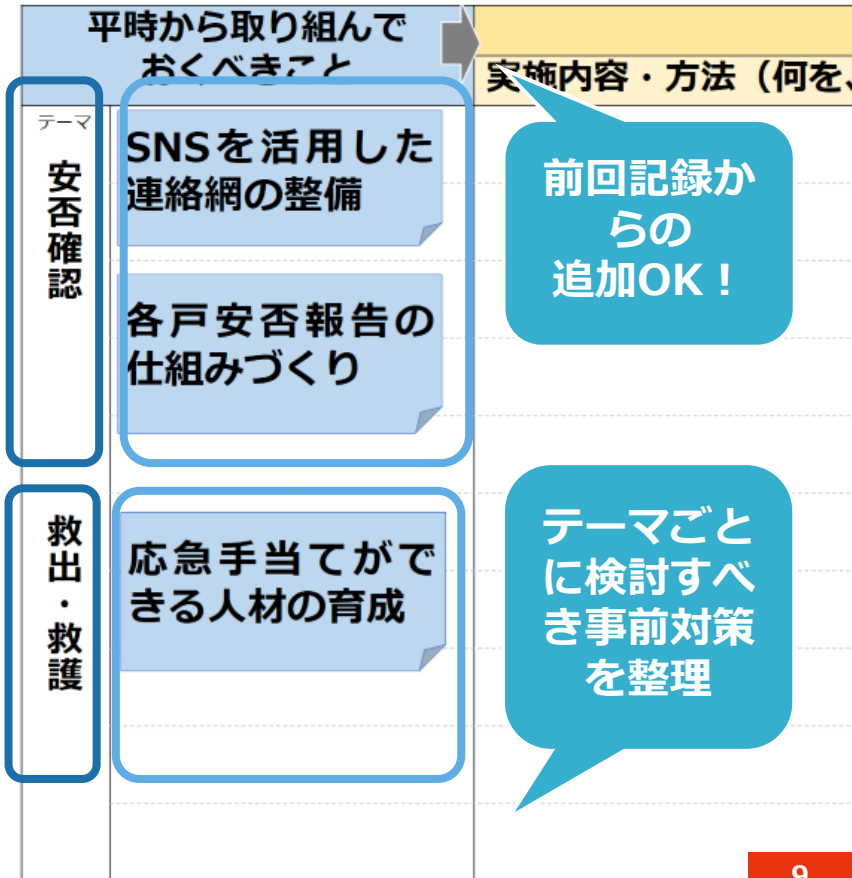 平時から取り組んで
おくべきこと
実施内容・方法（何を、
テーマ
安否確認
SNSを活用した
連絡網の整備
各戸安否報告の
仕組みづくり
前回記録か
らの
追加OK！
救出・救護
応急手当てがで
きる人材の育成
テーマごと
に検討すべ
き事前対策
を整理
9